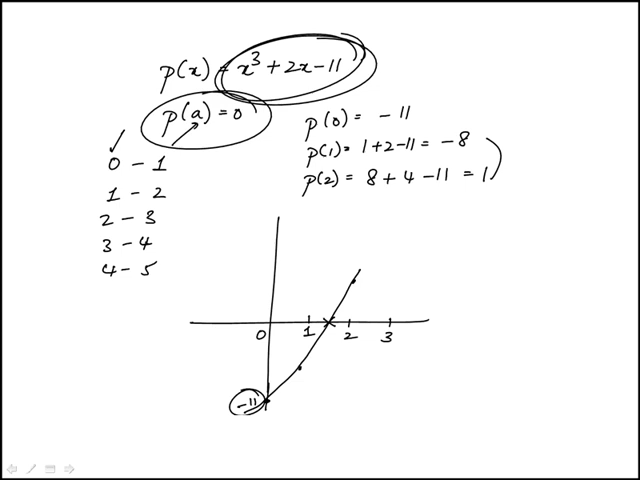 p(x) = x³ + 2x - 11
p(a) = 0
p(0) = - 11
p(1) = 1 + 2 - 11 = - 8
p(2) = 8 + 4 - 11 = 1
0 - 1
1 - 2
2 - 3
3 - 4
4 - 5
0 1 2 3
-11